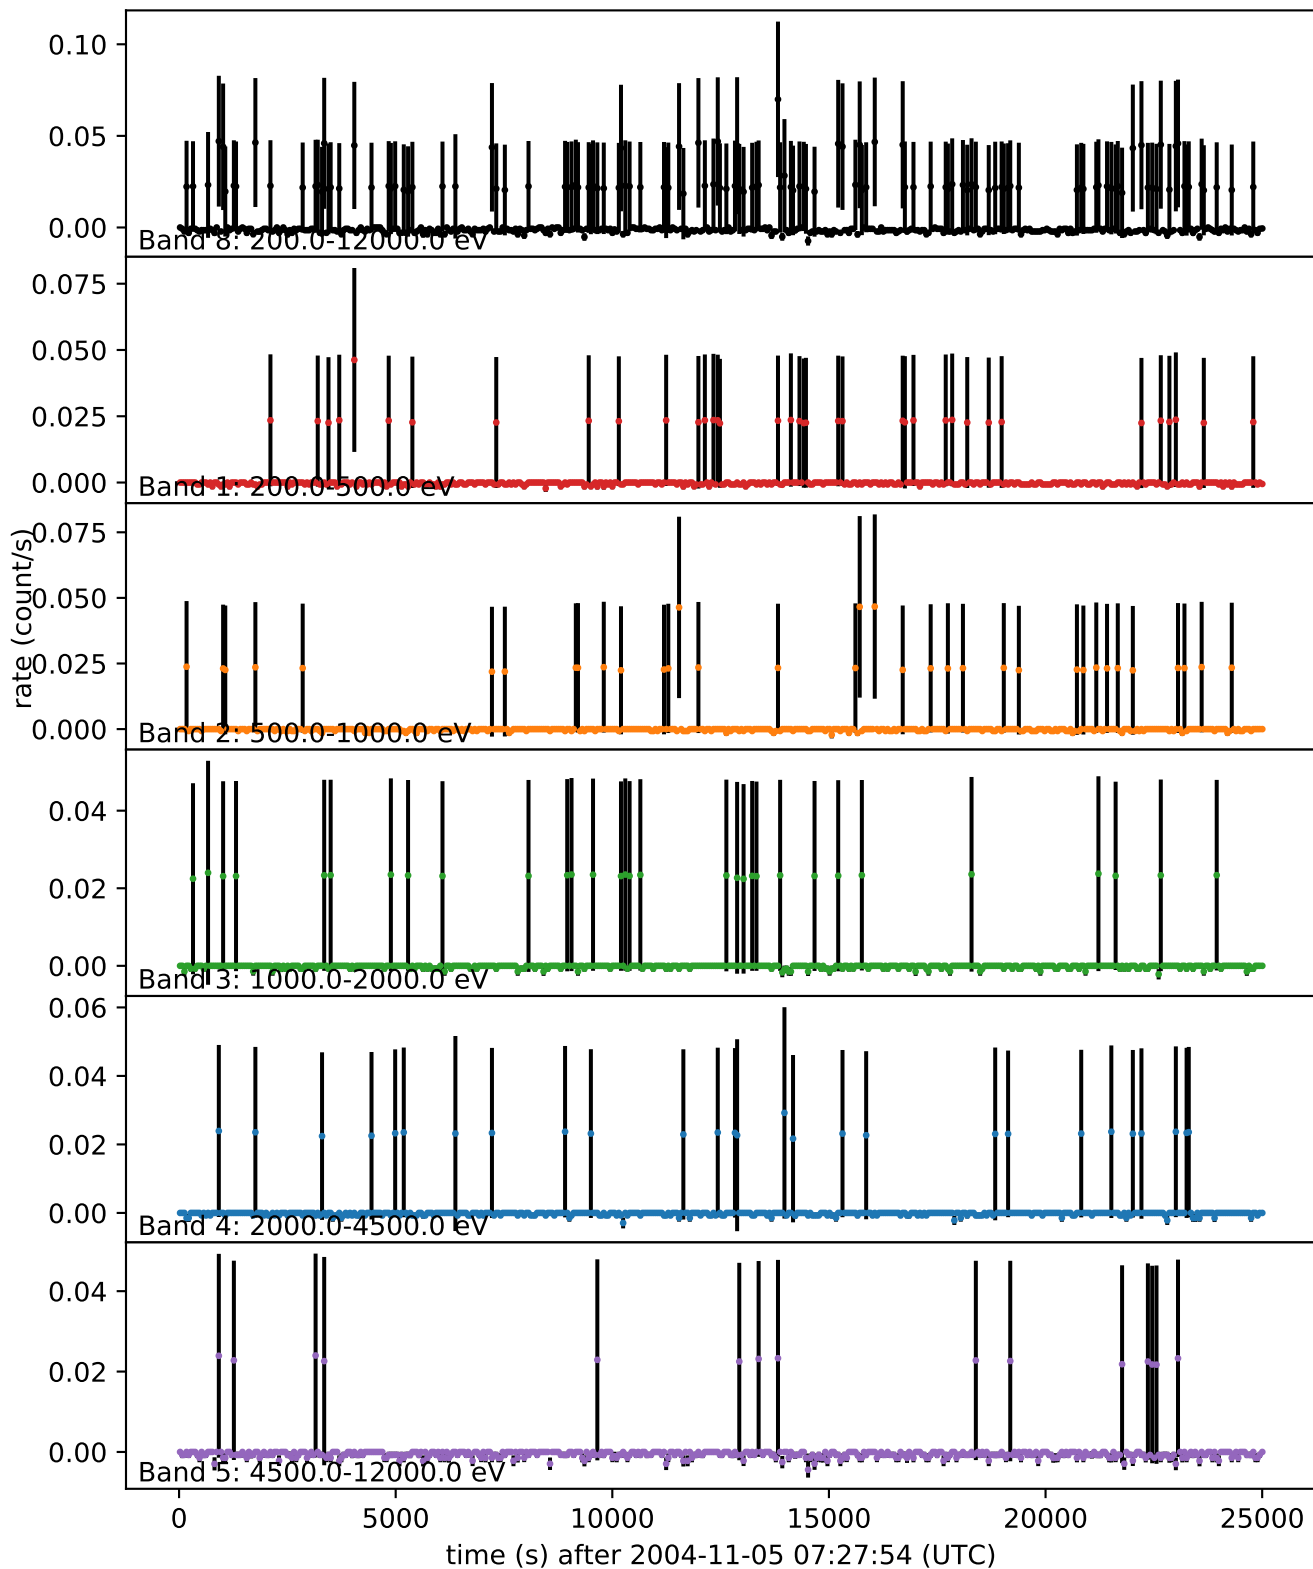 0.10
0.05
0.00
Band 8: 200.0-12000.0 eV
0.075
0.050
0.025
0.000
Band 1: 200.0-500.0 eV
0.075
0.050
0.025
0.000
Band 2: 500.0-1000.0 eV
rate (count/s)
0.04
0.02
0.00
Band 3: 1000.0-2000.0 eV
0.06
0.04
0.02
0.00
Band 4: 2000.0-4500.0 eV
0.04
0.02
0.00
Band 5: 4500.0-12000.0 eV
0 5000 10000 15000 20000 25000
time (s) after 2004-11-05 07:27:54 (UTC)